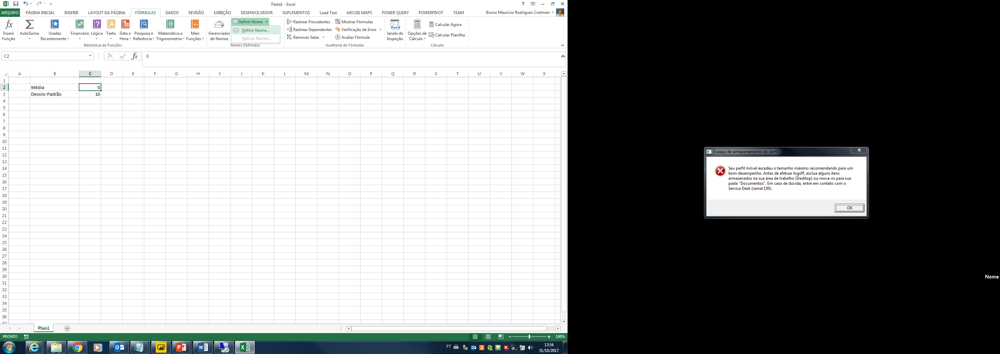 Pasta1 - Excel
ARQUIVO PÁGINA INICIAL INSERIR LAYOUT DA PÁGINA FÓRMULAS DADOS REVISÃO EXIBIÇÃO DESENVOLVEDOR SUPLEMENTOS Load Test ARCGIS MAPS POWER QUERY POWERPIVOT TEAM Bruno Mauricio Rodrigues Crotman
Inserir Função
AutoSoma
Usadas Recentemente
Financeira
Lógica
Texto
Data e Hora
Pesquisa e Referência
Matemática e Trigonometria
Mais Funções
Biblioteca de Funções
Gerenciador de Nomes
Definir Nome
Definir Nome...
Aplicar Nomes...
Nomes Definidos
Rastrear Precedentes
Rastrear Dependentes
Remover Setas
Mostrar Fórmulas
Verificação de Erros
Avaliar Fórmula
Auditoria de Fórmulas
Janela de Inspeção
Opções de Cálculo
Calcular Agora
Calcular Planilha
Cálculo
C2 fx 0
A B C D E F G H I J K L M N O P Q R S T U V W X
1
2 Média 0
3 Desvio-Padrão 10
4
5
6
7
8
9
10
11
12
13
14
15
16
17
18
19
20
21
22
23
24
25
26
27
28
29
30
31
32
33
34
35
36
37
Plan1
PRONTO
100%
PT
13:54
31/10/2017
Espaço de armazenamento do perfil
Seu perfil móvel excedeu o tamanho máximo recomendando para um
bom desempenho. Antes de efetuar logoff, exclua alguns itens
armazenados na sua área de trabalho (Desktop) ou mova-os para sua
pasta "Documentos". Em caso de dúvida, entre em contato com o
Service Desk (ramal 150).
OK
Nome